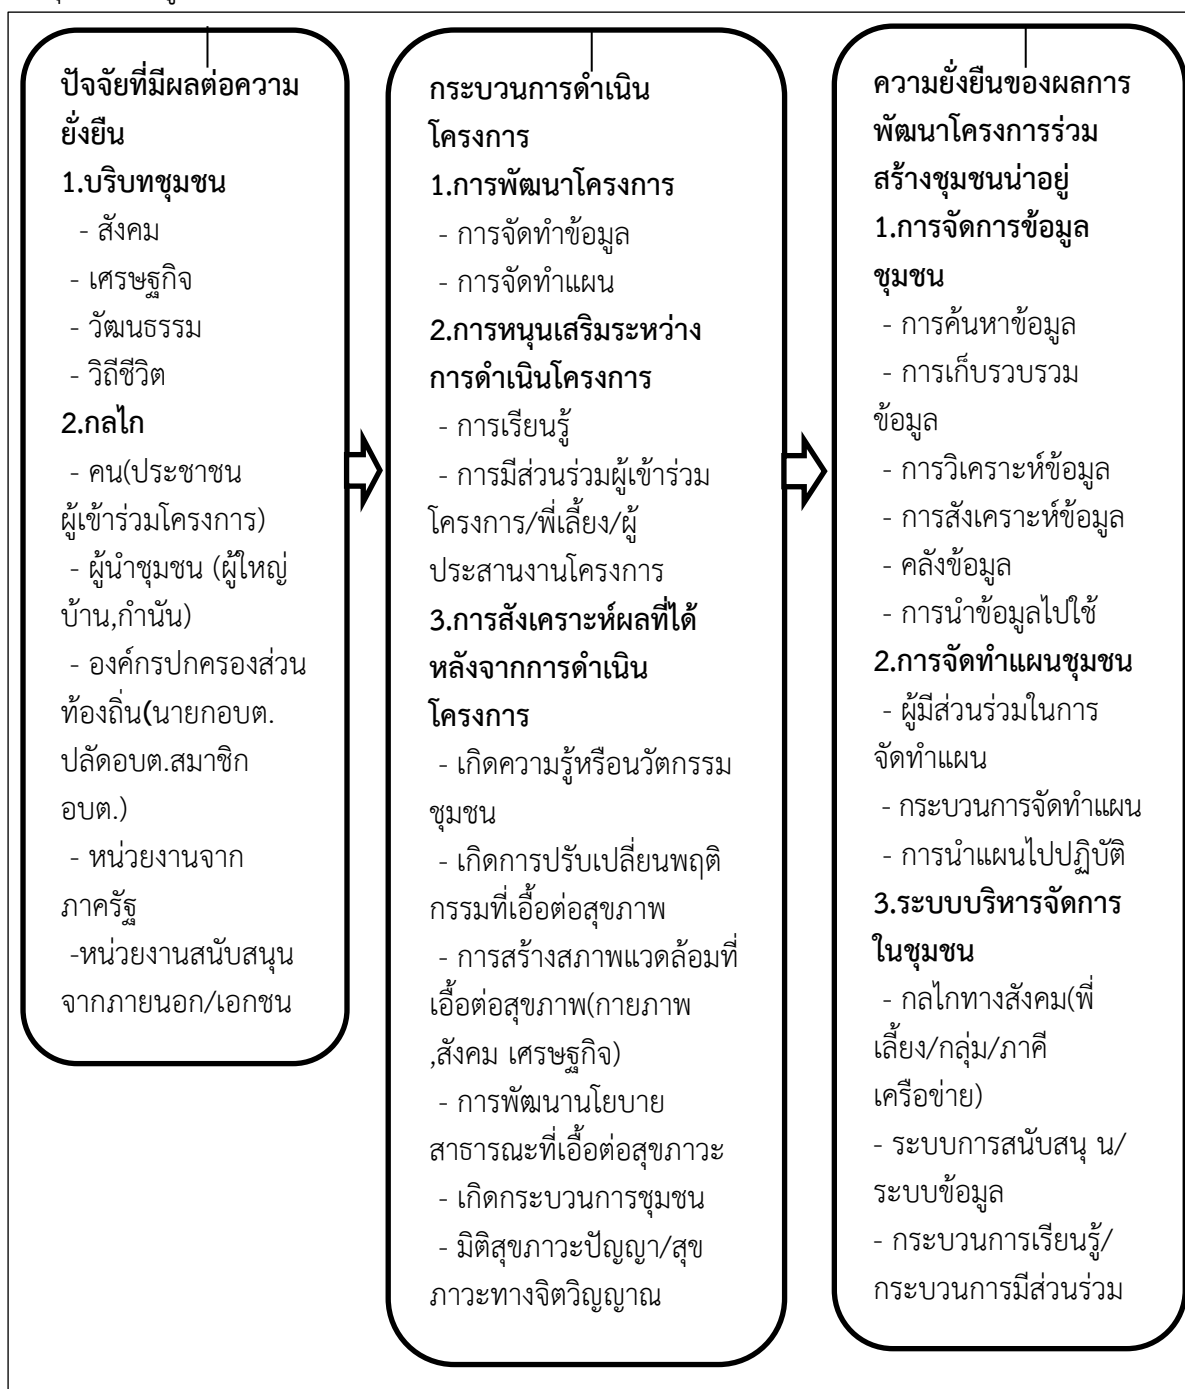 ปัจจัยที่มีผลต่อความ
ยั่งยืน
1.บริบทชุมชน
- สังคม
- เศรษฐกิจ
- วัฒนธรรม
- วิถีชีวิต
2.กลไก
- คน(ประชาชน
ผู้เข้าร่วมโครงการ)
- ผู้นำชุมชน (ผู้ใหญ่
บ้าน,กำนัน)
- องค์กรปกครองส่วน
ท้องถิ่น(นายกอบต.
ปลัดอบต.สมาชิก
อบต.)
- หน่วยงานจาก
ภาครัฐ
-หน่วยงานสนับสนุน
จากภายนอก/เอกชน
กระบวนการดำเนิน
โครงการ
1.การพัฒนาโครงการ
- การจัดทำข้อมูล
- การจัดทำแผน
2.การหนุนเสริมระหว่าง
การดำเนินโครงการ
- การเรียนรู้
- การมีส่วนร่วมผู้เข้าร่วม
โครงการ/พี่เลี้ยง/ผู้
ประสานงานโครงการ
3.การสังเคราะห์ผลที่ได้
หลังจากการดำเนิน
โครงการ
- เกิดความรู้หรือนวัตกรรม
ชุมชน
- เกิดการปรับเปลี่ยนพฤติ
กรรมที่เอื้อต่อสุขภาพ
- การสร้างสภาพแวดล้อมที่
เอื้อต่อสุขภาพ(กายภาพ
,สังคม เศรษฐกิจ)
- การพัฒนานโยบาย
สาธารณะที่เอื้อต่อสุขภาวะ
- เกิดกระบวนการชุมชน
- มิติสุขภาวะปัญญา/สุข
ภาวะทางจิตวิญญาณ
ความยั่งยืนของผลการ
พัฒนาโครงการร่วม
สร้างชุมชนน่าอยู่
1.การจัดการข้อมูล
ชุมชน
- การค้นหาข้อมูล
- การเก็บรวบรวม
ข้อมูล
- การวิเคราะห์ข้อมูล
- การสังเคราะห์ข้อมูล
- คลังข้อมูล
- การนำข้อมูลไปใช้
2.การจัดทำแผนชุมชน
- ผู้มีส่วนร่วมในการ
จัดทำแผน
- กระบวนการจัดทำแผน
- การนำแผนไปปฏิบัติ
3.ระบบบริหารจัดการ
ในชุมชน
- กลไกทางสังคม(พี่
เลี้ยง/กลุ่ม/ภาคี
เครือข่าย)
- ระบบการสนับสนุ น/
ระบบข้อมูล
- กระบวนการเรียนรู้/
กระบวนการมีส่วนร่วม